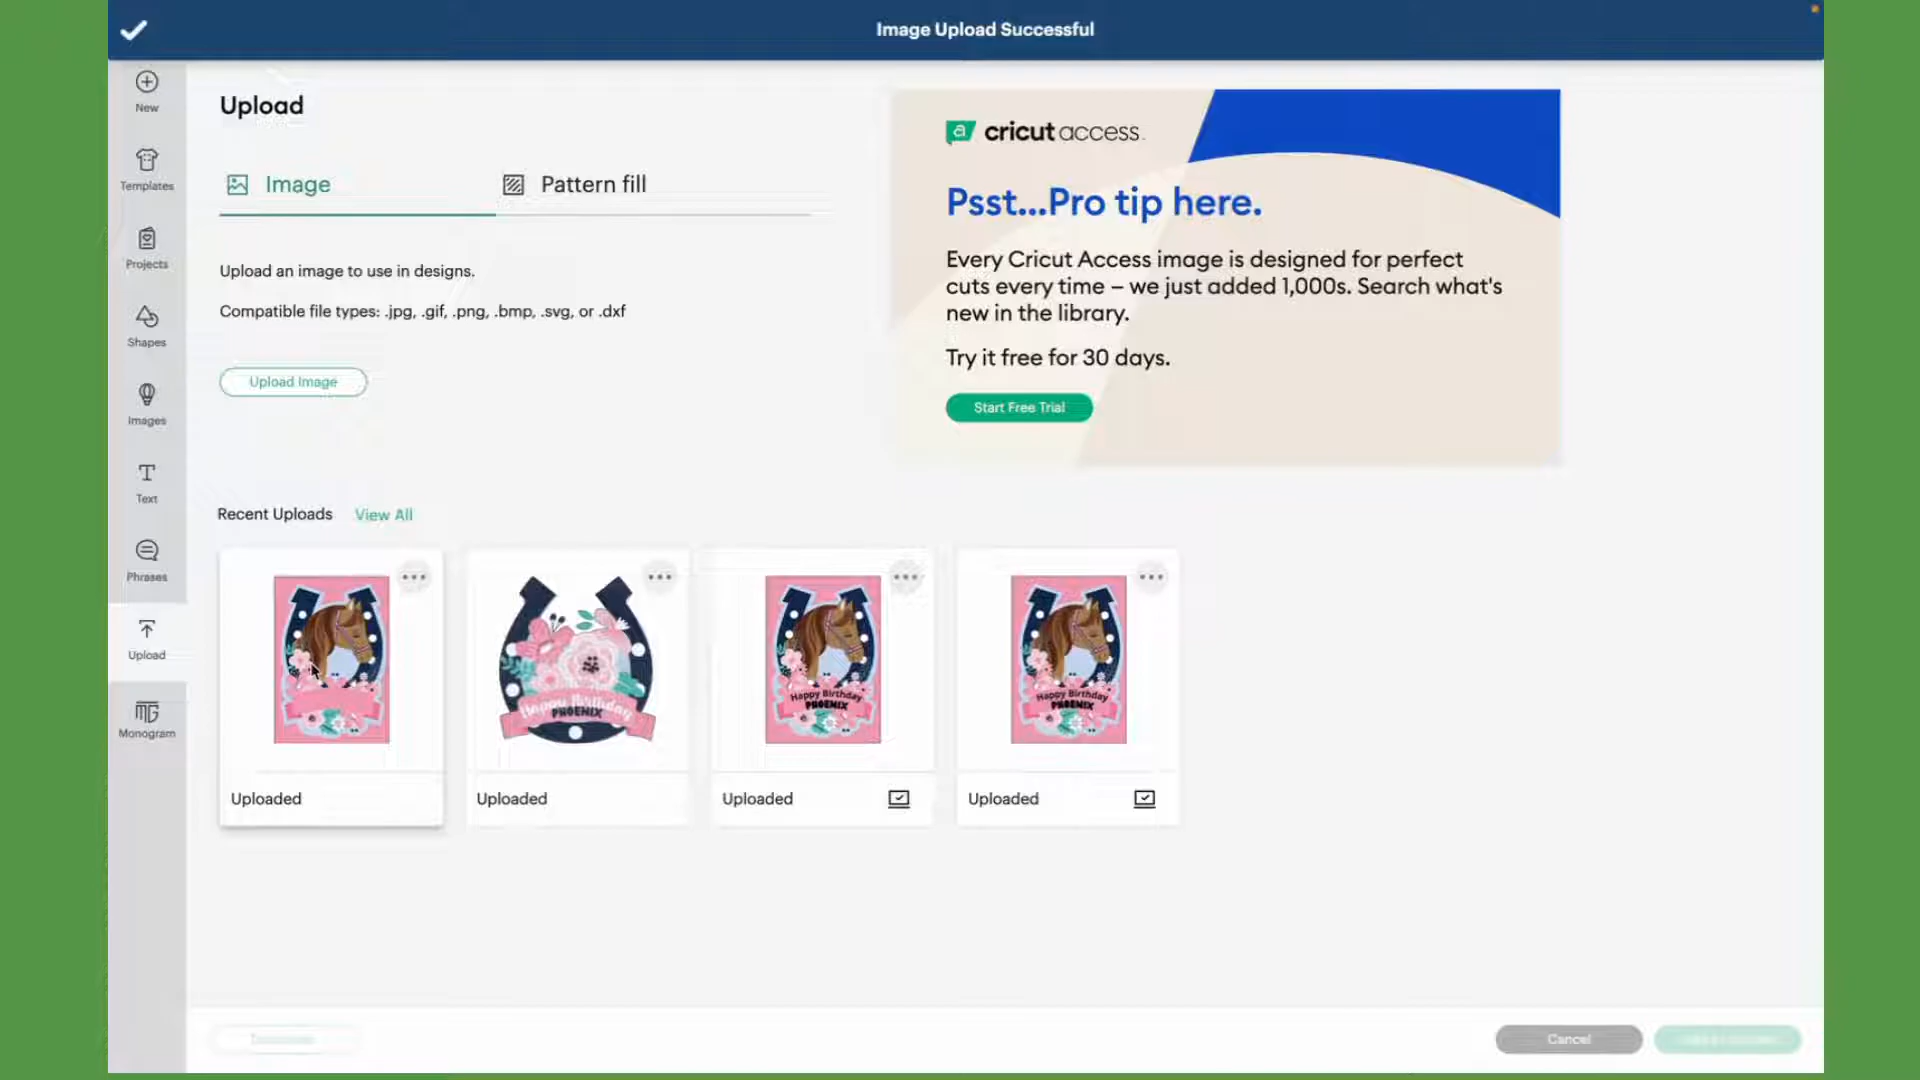 Image Upload Successful
New
Templates
Projects
Shapes
Images
Text
Phrases
Upload
Monogram
Upload
Image
Pattern fill
Upload an image to use in designs.
Compatible file types: .jpg, .gif, .png, .bmp, .svg, or .dxf
Upload Image
a cricut access
Psst...Pro tip here.
Every Cricut Access image is designed for perfect
cuts every time – we just added 1,000s. Search what's
new in the library.
Try it free for 30 days.
Start Free Trial
Recent Uploads View All
Happy Birthday
PHOENIX
Happy Birthday
PHOENIX
Happy Birthday
PHOENIX
Uploaded
Uploaded
Uploaded
Uploaded
Cancel